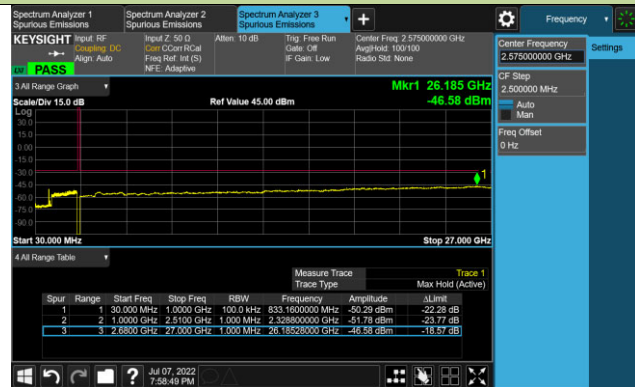 Spectrum Analyzer 1
Spurious Emissions
Spectrum Analyzer 2
Spurious Emissions
Spectrum Analyzer 3
Spurious Emissions
Frequency
KEYSIGHT
Input: RF
Coupling: DC
Align: Auto
Input Z: 50 Ω
Corr CCorr RCal
Freq Ref: Int (S)
NFE: Adaptive
Atten: 10 dB
Trig: Free Run
Gate: Off
IF Gain: Low
Center Freq: 2.575000000 GHz
Avg|Hold: 100/100
Radio Std: None
PASS
Center Frequency
2.575000000 GHz
Settings
CF Step
2.500000 MHz
Auto
Man
Freq Offset
0 Hz
3 All Range Graph
Mkr1 26.185 GHz
Scale/Div 15.0 dB
Ref Value 45.00 dBm
-46.58 dBm
Log
30.0
15.0
0.00
-15.0
-30.0
-45.0
-60.0
-75.0
-90.0
1
Start 30.000 MHz
Stop 27.000 GHz
4 All Range Table
Measure Trace Trace 1
Trace Type Max Hold (Active)
Spur Range Start Freq Stop Freq RBW Frequency Amplitude ΔLimit
1 1 30.000 MHz 1.0000 GHz 100.0 kHz 833.1600000 MHz -50.29 dBm -22.28 dB
2 2 1.0000 GHz 2.5100 GHz 1.000 MHz 2.328800000 GHz -51.78 dBm -23.77 dB
3 3 2.6800 GHz 27.000 GHz 1.000 MHz 26.18528000 GHz -46.58 dBm -18.57 dB
?
Jul 07, 2022
7:58:49 PM